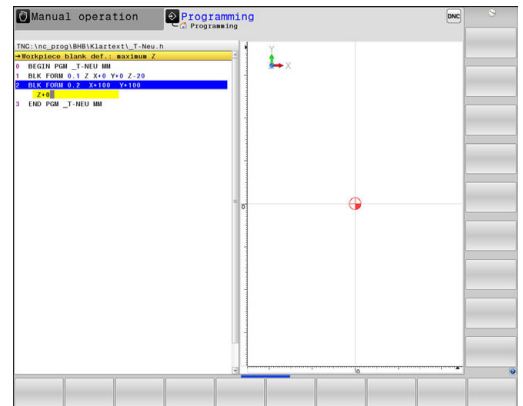 Manual operation
Programming
DNC
Programming
TNC:\nc_prog\BHB\Klartext\_T-Neu.h
→Workpiece blank def.: maximum Z
0 BEGIN PGM _T-NEU MM
1 BLK FORM 0.1 Z X+0 Y+0 Z-20
2 BLK FORM 0.2 X+100 Y+100
Z+0
3 END PGM _T-NEU MM
Y
X
0
0